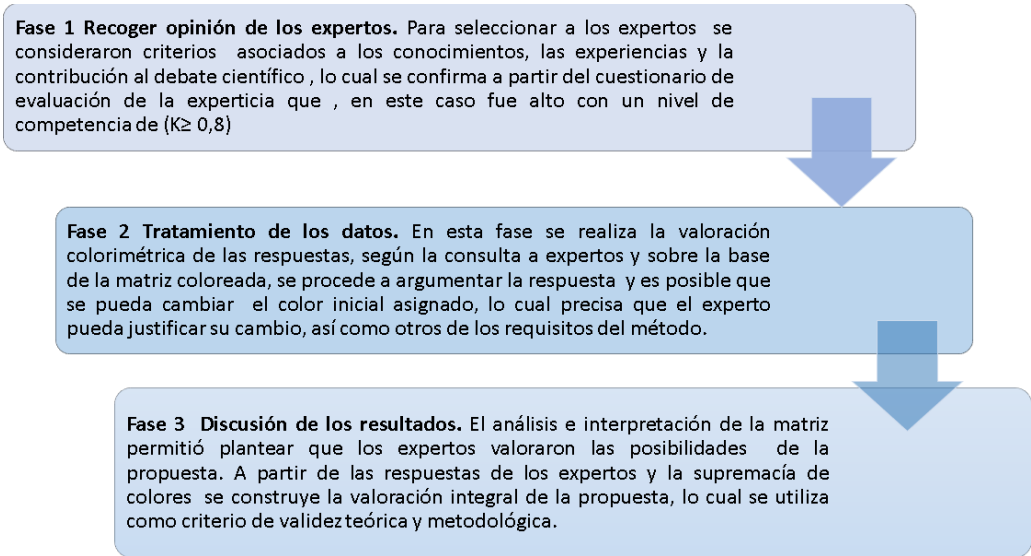 Fase 1 Recoger opinión de los expertos. Para seleccionar a los expertos se
consideraron criterios asociados a los conocimientos, las experiencias y la
contribución al debate científico , lo cual se confirma a partir del cuestionario de
evaluación de la experticia que , en este caso fue alto con un nivel de
competencia de (K≥ 0,8)
Fase 2 Tratamiento de los datos. En esta fase se realiza la valoración
colorimétrica de las respuestas, según la consulta a expertos y sobre la base
de la matriz coloreada, se procede a argumentar la respuesta y es posible que
se pueda cambiar el color inicial asignado, lo cual precisa que el experto
pueda justificar su cambio, así como otros de los requisitos del método.
Fase 3 Discusión de los resultados. El análisis e interpretación de la matriz
permitió plantear que los expertos valoraron las posibilidades de la
propuesta. A partir de las respuestas de los expertos y la supremacía de
colores se construye la valoración integral de la propuesta, lo cual se utiliza
como criterio de validez teórica y metodológica.